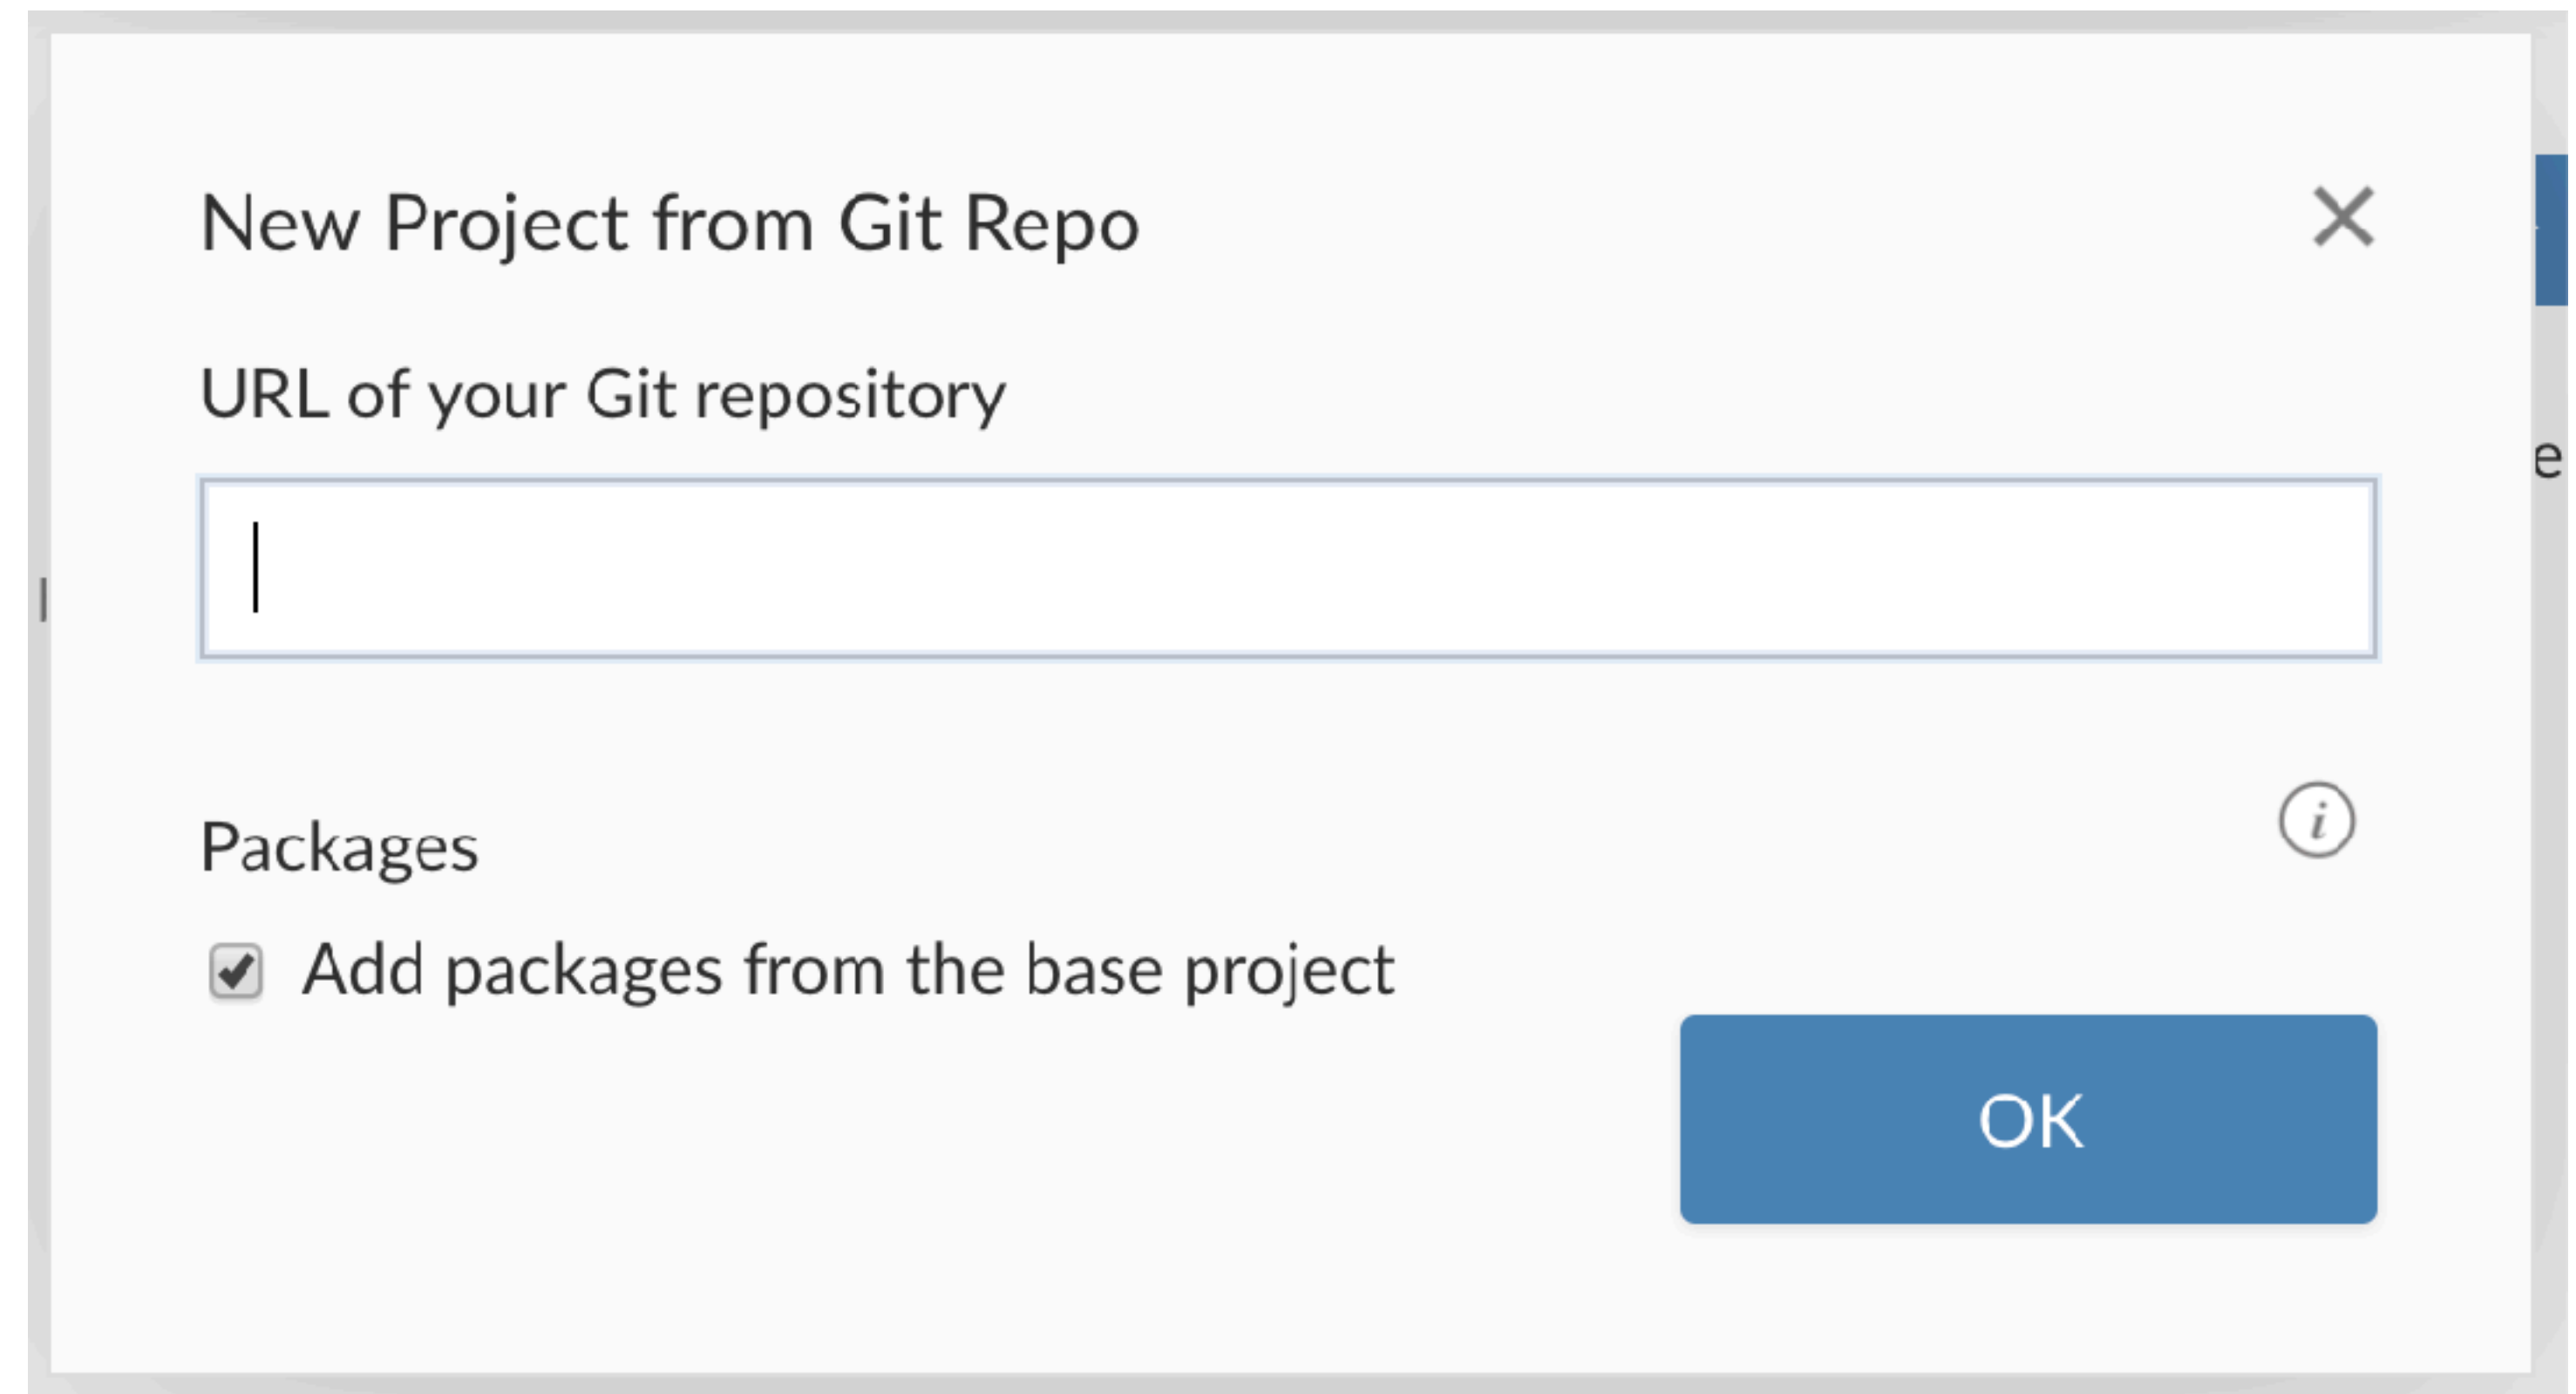 New Project from Git Repo
URL of your Git repository
e
Packages
i
Add packages from the base project
OK